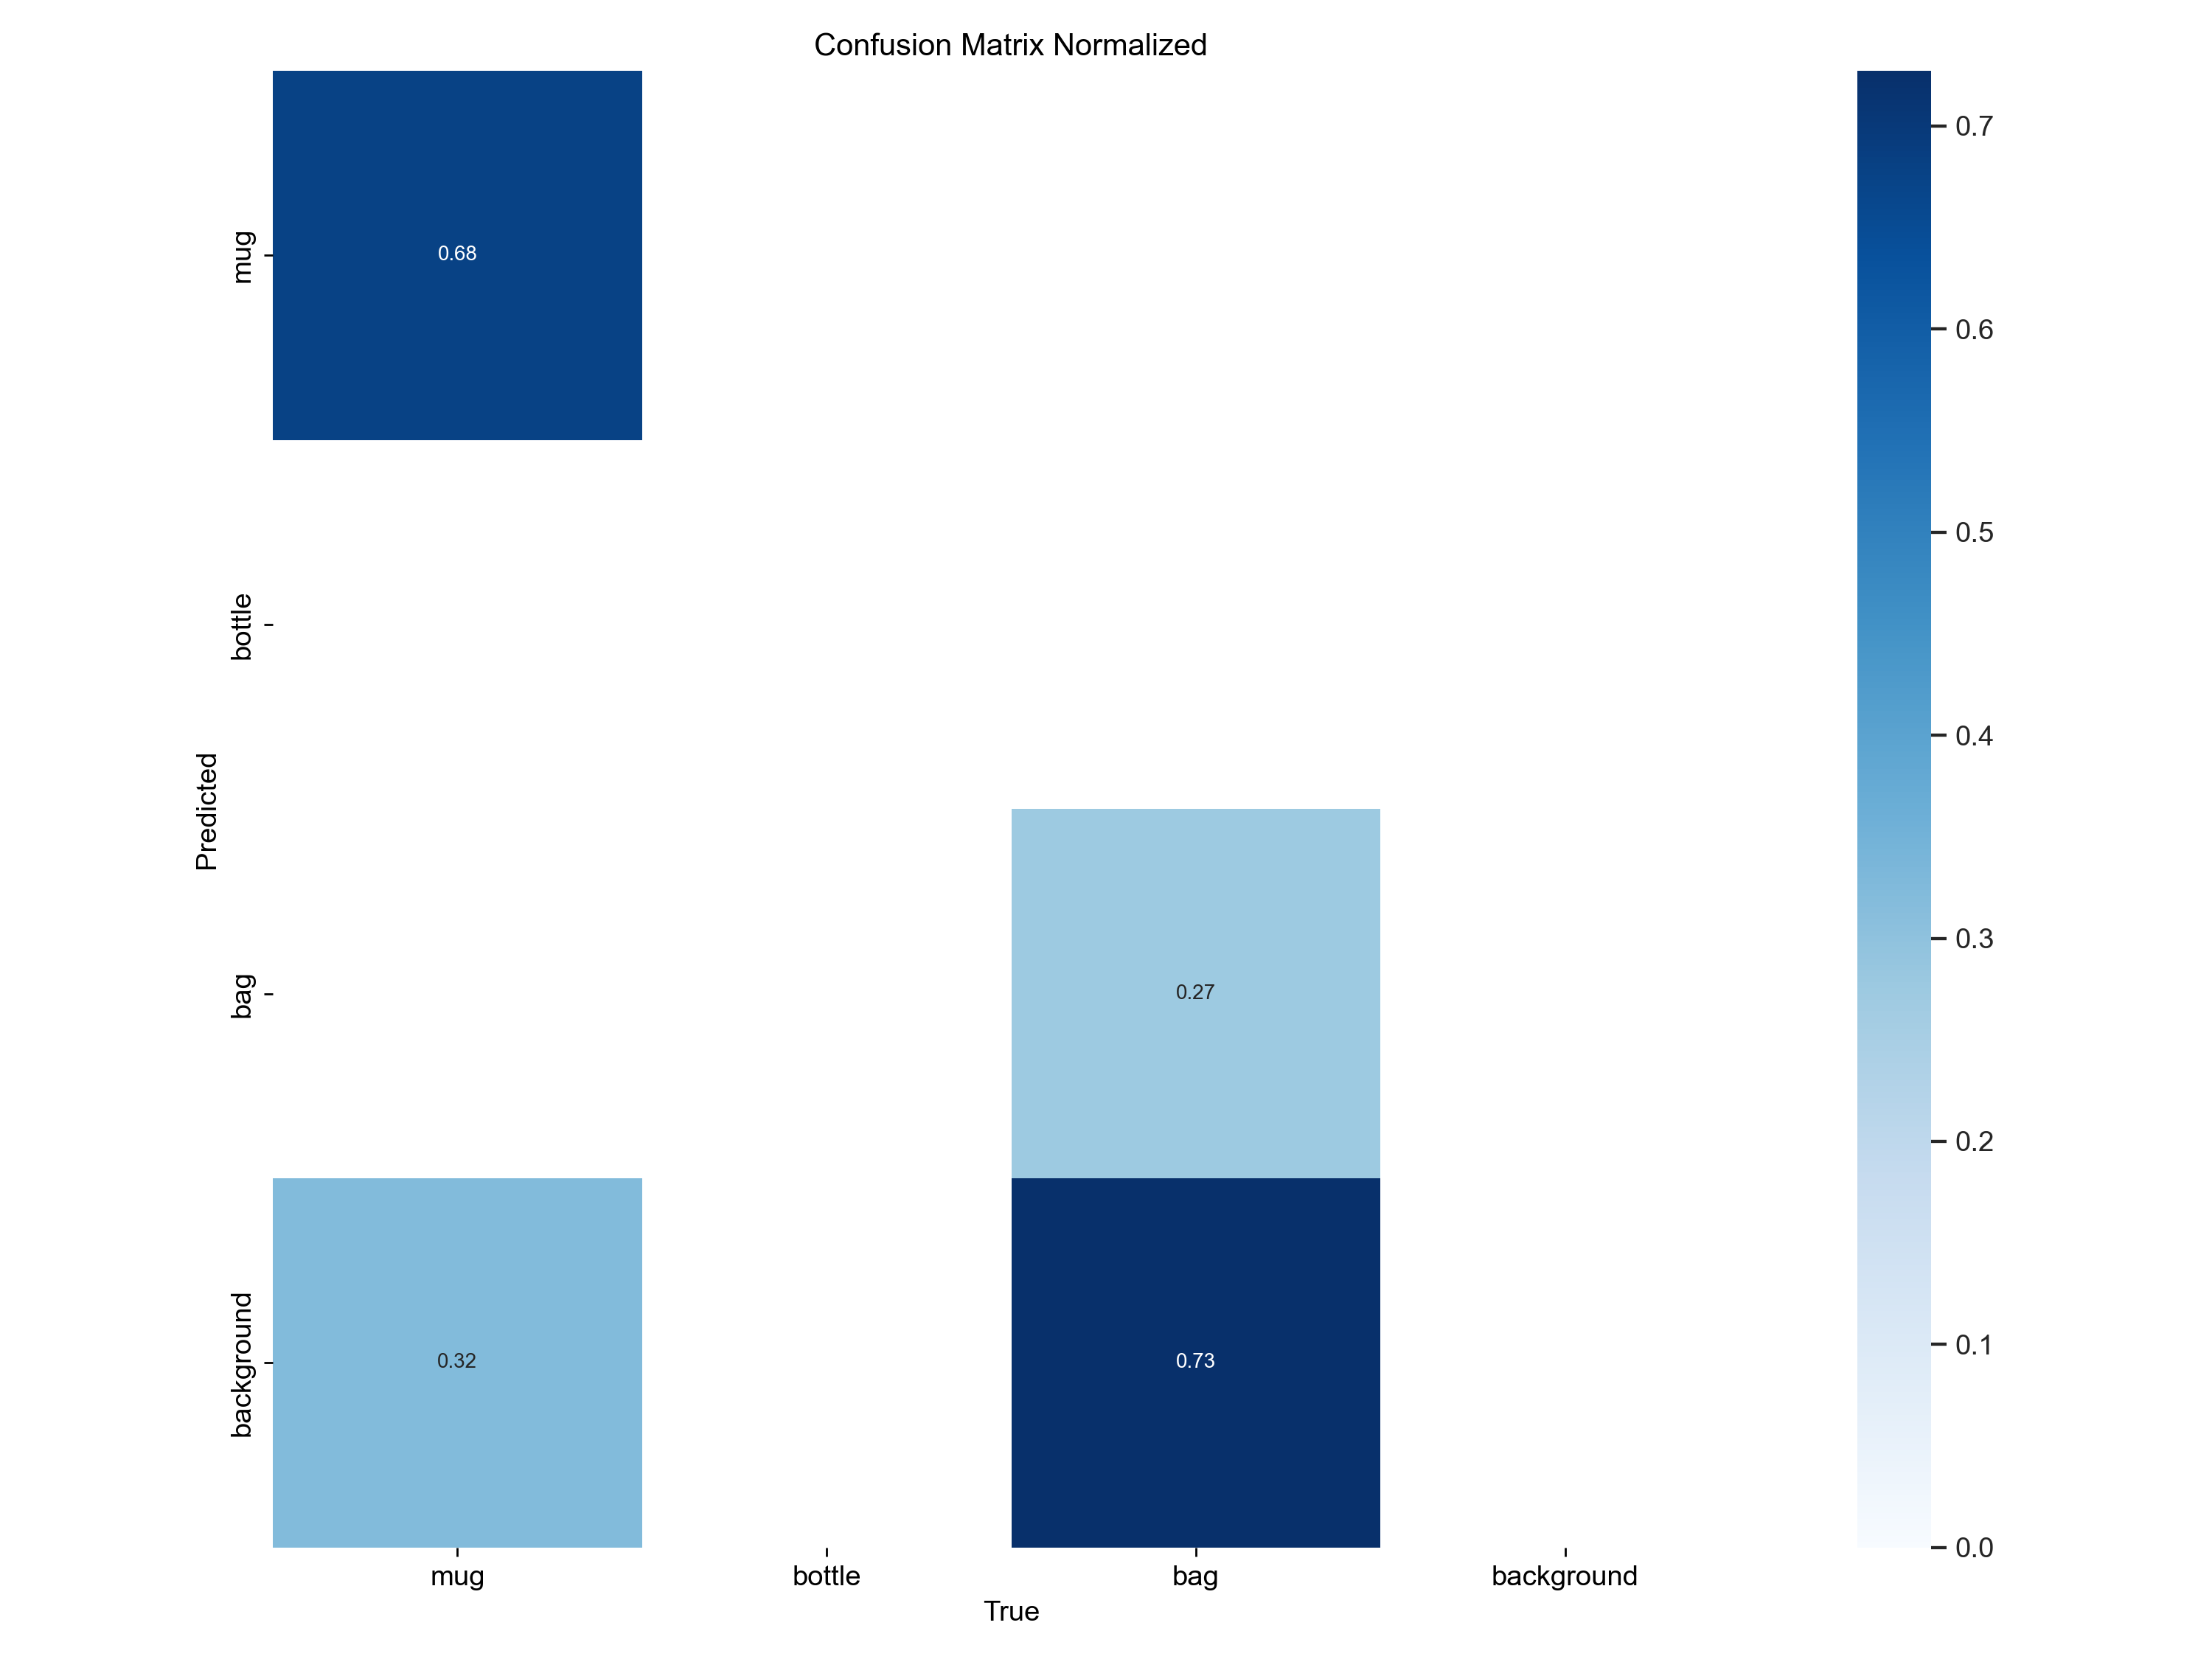 Confusion Matrix Normalized
mug
bottle
bag
background
Predicted
0.68
0.27
0.32
0.73
mug
bottle
bag
background
True
0.7
0.6
0.5
0.4
0.3
0.2
0.1
0.0